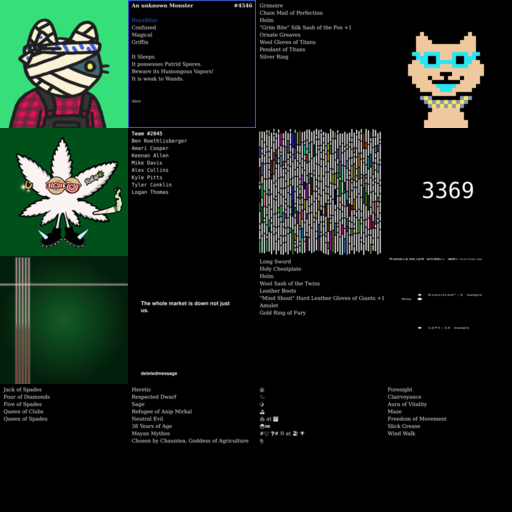 An unknown Monster #4546
Royalblue
Confused
Magical
Griffin
It Sleeps.
It possesses Putrid Spores.
Beware its Humongous Vapors!
It is weak to Wands.
Alive
Grimoire
Chain Mail of Perfection
Helm
"Grim Bite" Silk Sash of the Fox +1
Ornate Greaves
Wool Gloves of Titans
Pendant of Titans
Silver Ring
Team #2045
Ben Roethlisberger
Amari Cooper
Keenan Allen
Mike Davis
Alex Collins
Kyle Pitts
Tyler Conklin
Logan Thomas
3369
The whole market is down not just
us.
deletedmessage
Long Sword
Holy Chestplate
Helm
Wool Sash of the Twins
Leather Boots
"Mind Shout" Hard Leather Gloves of Giants +1
Amulet
Gold Ring of Fury
Jack of Spades
Four of Diamonds
Five of Spades
Queen of Clubs
Queen of Spades
Heretic
Respected Dwarf
Sage
Refugee of Anip Mirkal
Neutral Evil
38 Years of Age
Mayan Mythos
Chosen by Chauntea, Goddess of Agriculture
Foresight
Clairvoyance
Aura of Vitality
Maze
Freedom of Movement
Slick Grease
Wind Walk